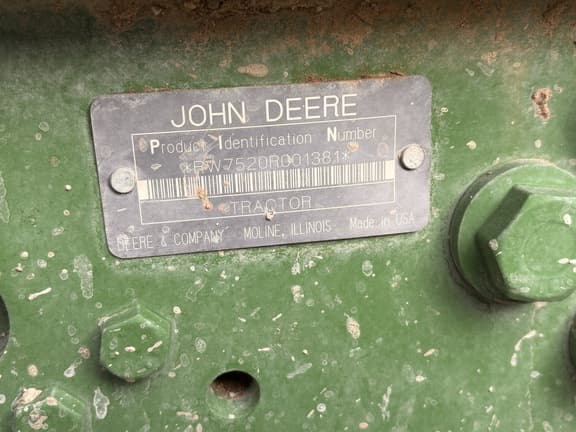 JOHN DEERE
Product Identification Number
*RW7520R001381*
TRACTOR
DEERE & COMPANY MOLINE, ILLINOIS Made in USA